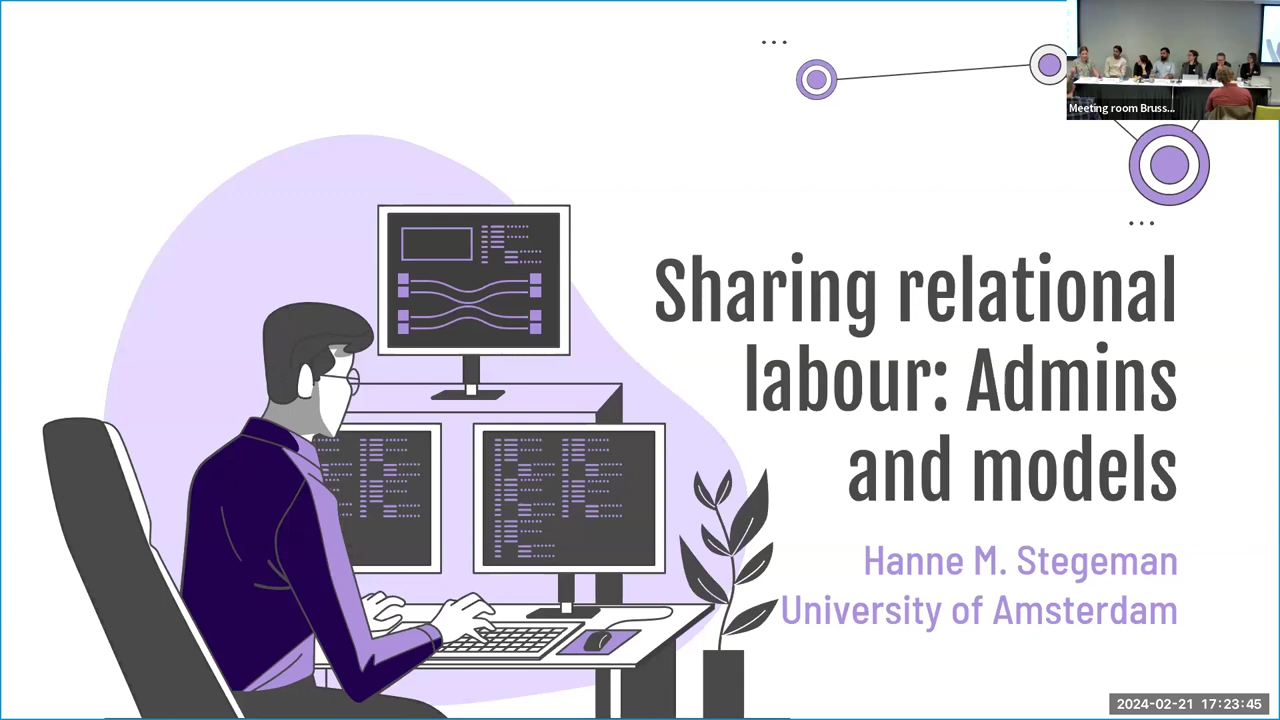 Meeting room Bruss...
Sharing relational
labour: Admins
and models
Hanne M. Stegeman
University of Amsterdam
2024-02-21 17:23:45